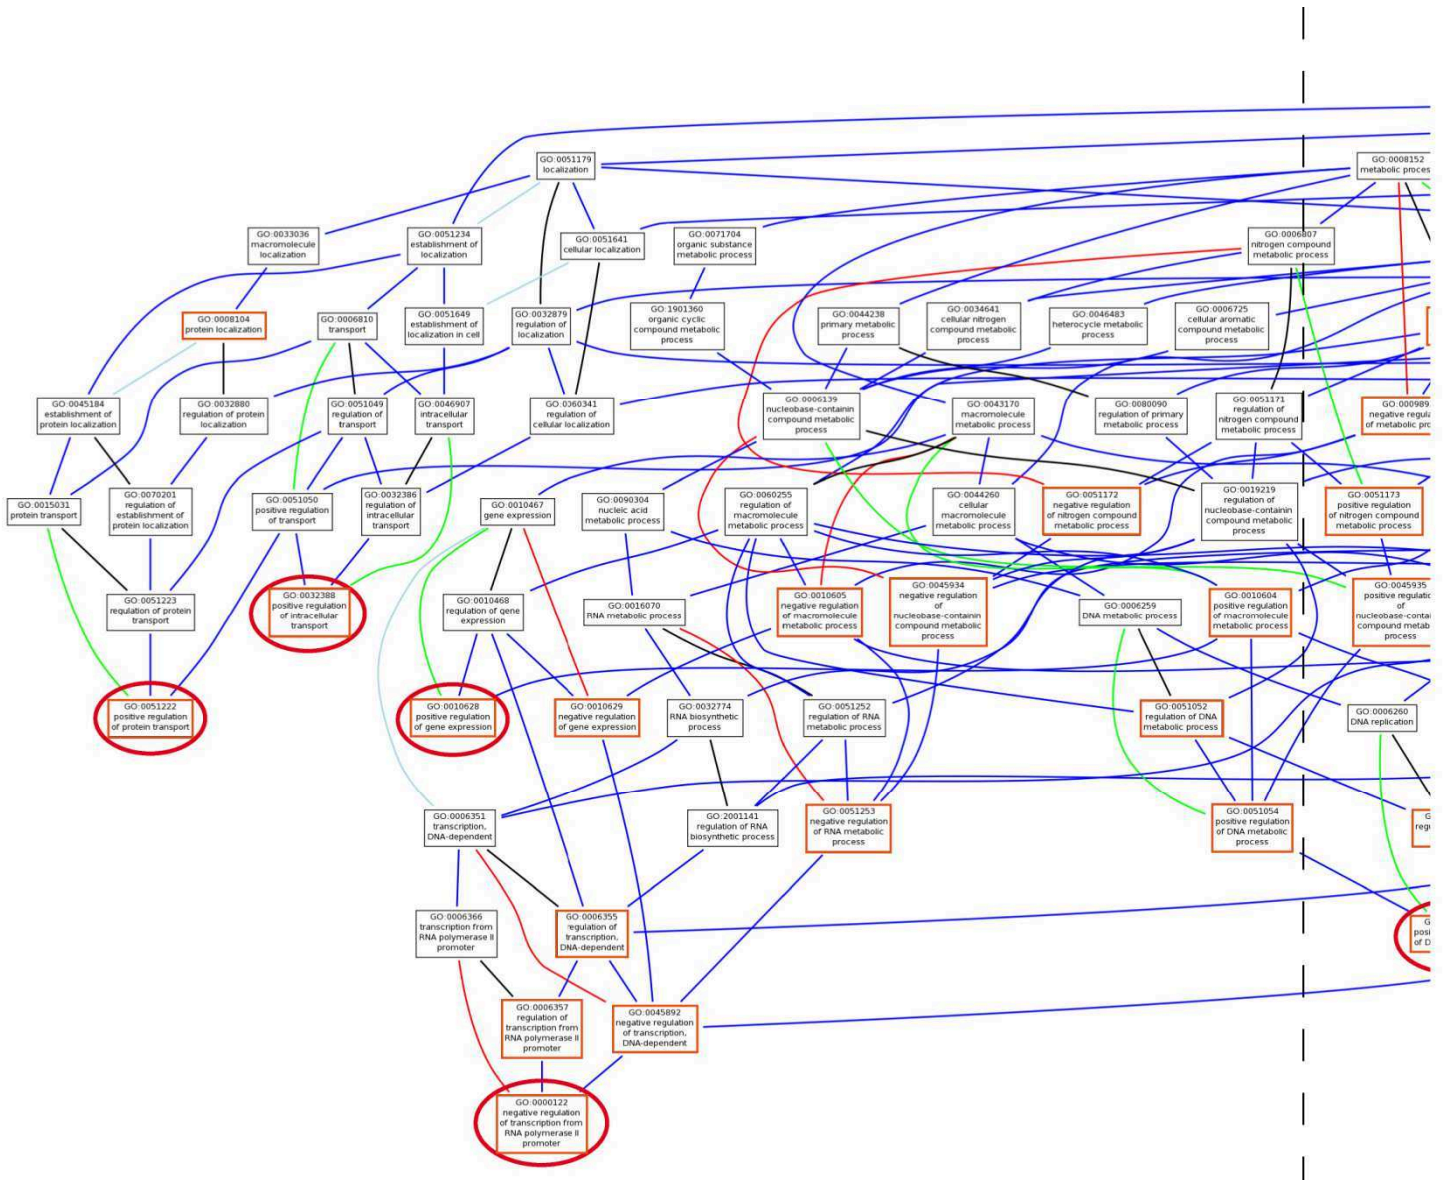 GO:0051179
localization
GO:0008152
metabolic proces
GO:0033036
macromolecule
localization
GO:0051234
establishment of
localization
GO:0051641
cellular localization
GO:0071704
organic substance
metabolic process
GO:0006807
nitrogen compound
metabolic process
GO:0008104
protein localization
GO:0006810
transport
GO:0051649
establishment of
localization in cell
GO:0032879
regulation of
localization
GO:1901360
organic cyclic
compound metabolic
process
GO:0044238
primary metabolic
process
GO:0034641
cellular nitrogen
compound metabolic
process
GO:0046483
heterocycle metabolic
process
GO:0006725
cellular aromatic
compound metabolic
process
GO:0045184
establishment of
protein localization
GO:0032880
regulation of protein
localization
GO:0051049
regulation of
transport
GO:0046907
intracellular
transport
GO:0060341
regulation of
cellular localization
GO:0006139
nucleobase-containin
compound metabolic
process
GO:0043170
macromolecule
metabolic process
GO:0080090
regulation of primary
metabolic process
GO:0051171
regulation of
nitrogen compound
metabolic process
GO:000989
negative regula
of metabolic proc
GO:0015031
protein transport
GO:0070201
regulation of
establishment of
protein localization
GO:0051050
positive regulation
of transport
GO:0032386
regulation of
intracellular
transport
GO:0010467
gene expression
GO:0090304
nucleic acid
metabolic process
GO:0060255
regulation of
macromolecule
metabolic process
GO:0044260
cellular
macromolecule
metabolic process
GO:0051172
negative regulation
of nitrogen compound
metabolic process
GO:0019219
regulation of
nucleobase-containin
compound metabolic
process
GO:0051173
positive regulation
of nitrogen compound
metabolic process
GO:0051223
regulation of protein
transport
GO:0032388
positive regulation
of intracellular
transport
GO:0010468
regulation of gene
expression
GO:0016070
RNA metabolic process
GO:0010605
negative regulation
of macromolecule
metabolic process
GO:0045934
negative regulation
of
nucleobase-containin
compound metabolic
process
GO:0006259
DNA metabolic process
GO:0010604
positive regulation
of macromolecule
metabolic process
GO:0045935
positive regulatio
of
nucleobase-contain
compound metab
process
GO:0051222
positive regulation
of protein transport
GO:0010628
positive regulation
of gene expression
GO:0010629
negative regulation
of gene expression
GO:0032774
RNA biosynthetic
process
GO:0051252
regulation of RNA
metabolic process
GO:0051052
regulation of DNA
metabolic process
GO:0006260
DNA replication
GO:0006351
transcription,
DNA-dependent
GO:2001141
regulation of RNA
biosynthetic process
GO:0051253
negative regulation
of RNA metabolic
process
GO:0051054
positive regulation
of DNA metabolic
process
G
regu
GO:0006366
transcription from
RNA polymerase II
promoter
GO:0006355
regulation of
transcription,
DNA-dependent
G
posi
of D
GO:0006357
regulation of
transcription from
RNA polymerase II
promoter
GO:0045892
negative regulation
of transcription,
DNA-dependent
GO:0000122
negative regulation
of transcription from
RNA polymerase II
promoter